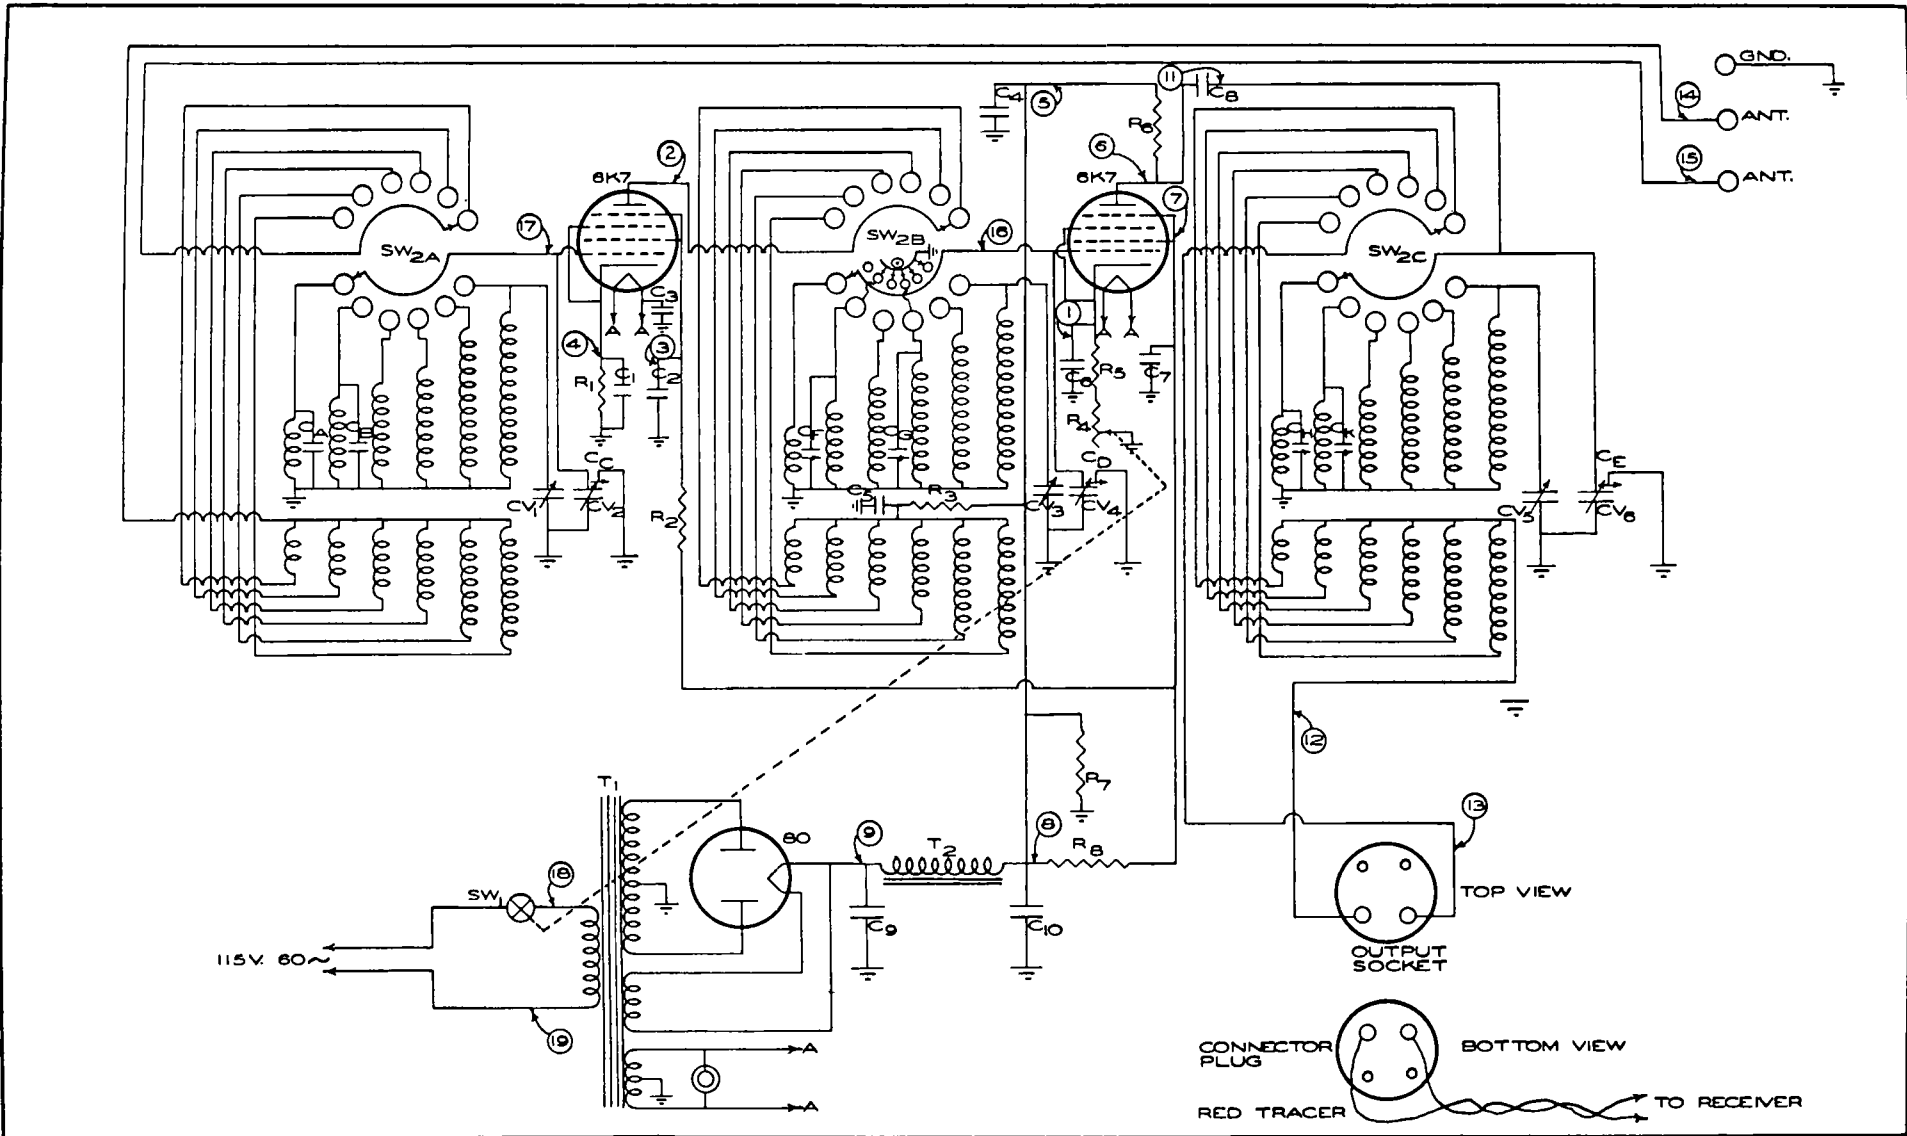 GND.
14
ANT.
15
ANT.
11
C8
C4
5
R6
6
2
6K7
6K7
7
17
SW2A
SW2B
16
SW2C
C3
1
4
3
R1
C1
C2
C6
R5
C7
R4
CA
CB
CC
CF
CG
CD
CH
CK
CE
C5
R3
CV1
CV2
R2
CV3
CV4
CV5
CV6
12
R7
T1
13
80
9
T2
8
R8
18
SW1
TOP VIEW
C9
C10
115V. 60~
OUTPUT
SOCKET
19
A
A
CONNECTOR
PLUG
BOTTOM VIEW
RED TRACER
TO RECEIVER